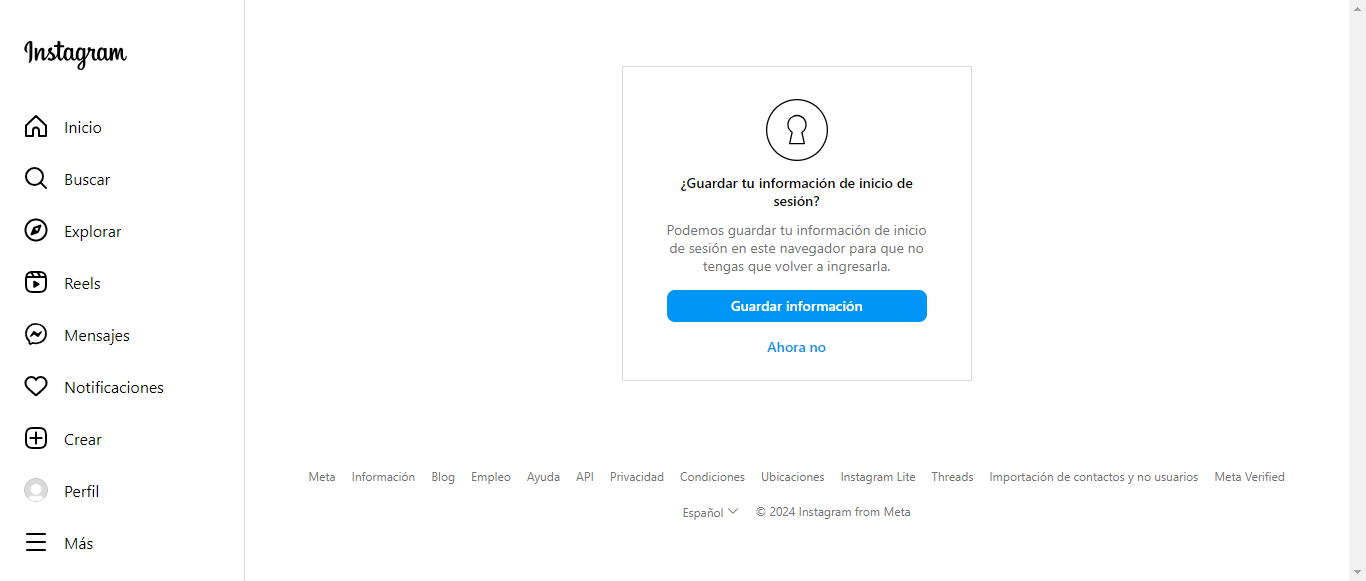 Instagram
Inicio
Buscar
Explorar
Reels
Mensajes
Notificaciones
Crear
Perfil
Más
¿Guardar tu información de inicio de
sesión?
Podemos guardar tu información de inicio
de sesión en este navegador para que no
tengas que volver a ingresarla.
Guardar información
Ahora no
Meta Información Blog Empleo Ayuda API Privacidad Condiciones Ubicaciones Instagram Lite Threads Importación de contactos y no usuarios Meta Verified
Español © 2024 Instagram from Meta